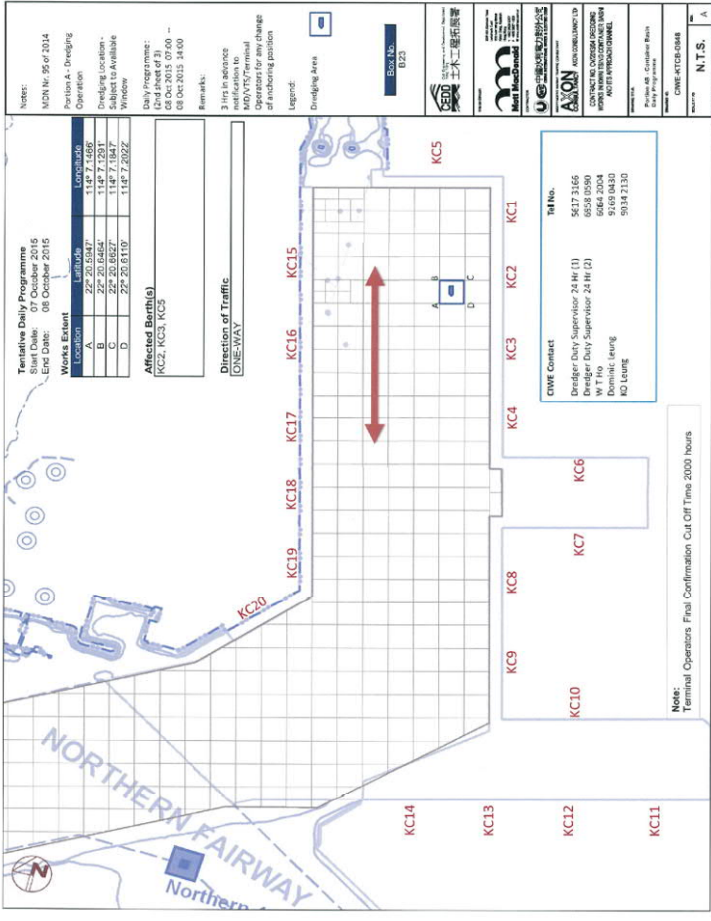 Tentative Daily Programme
Start Date: 07 October 2015
End Date: 08 October 2015
Works Extent
Location Latitude Longitude
A 22° 20.5947' 114° 7.1466'
B 22° 20.6464' 114° 7.1291'
C 22° 20.6627' 114° 7.1847'
D 22° 20.6110' 114° 7.2022'
Affected Berth(s)
KC2, KC3, KC5
Direction of Traffic
ONE-WAY
Notes:
MDN Nr. 95 of 2014
Portion A - Dredging
Operation
Dredging Location -
Subject to Available
Window
Daily Programme:
(2nd sheet of 3)
08 Oct 2015 07:00 --
08 Oct 2015 14:00
Remarks:
3 Hrs in advance
notification to
MD/VTS/Terminal
Operators for any change
of anchoring position
Legend:
Dredging Area
Box No.
B23
CEDD 土木工程拓展署
Mott MacDonald
AXON
CONSULTANCY
Portion AB - Container Basin
Daily Programme
CIWE-KTCB-D848
N.T.S.
A
N
NORTHERN FAIRWAY
Northern
KC20
KC19
KC18
KC17
KC16
KC15
KC5
A
B
C
D
KC14
KC13
KC12
KC11
KC10
KC9
KC8
KC7
KC6
KC4
KC3
KC2
KC1
CIWE Contact Tel No.
Dredger Duty Supervisor 24 Hr (1) 5617 3166
Dredger Duty Supervisor 24 Hr (2) 6558 0590
W T Ho 6064 2004
Dominic Leung 9269 0430
KO Leung 9034 2130
Note:
Terminal Operators Final Confirmation Cut Off Time 2000 hours